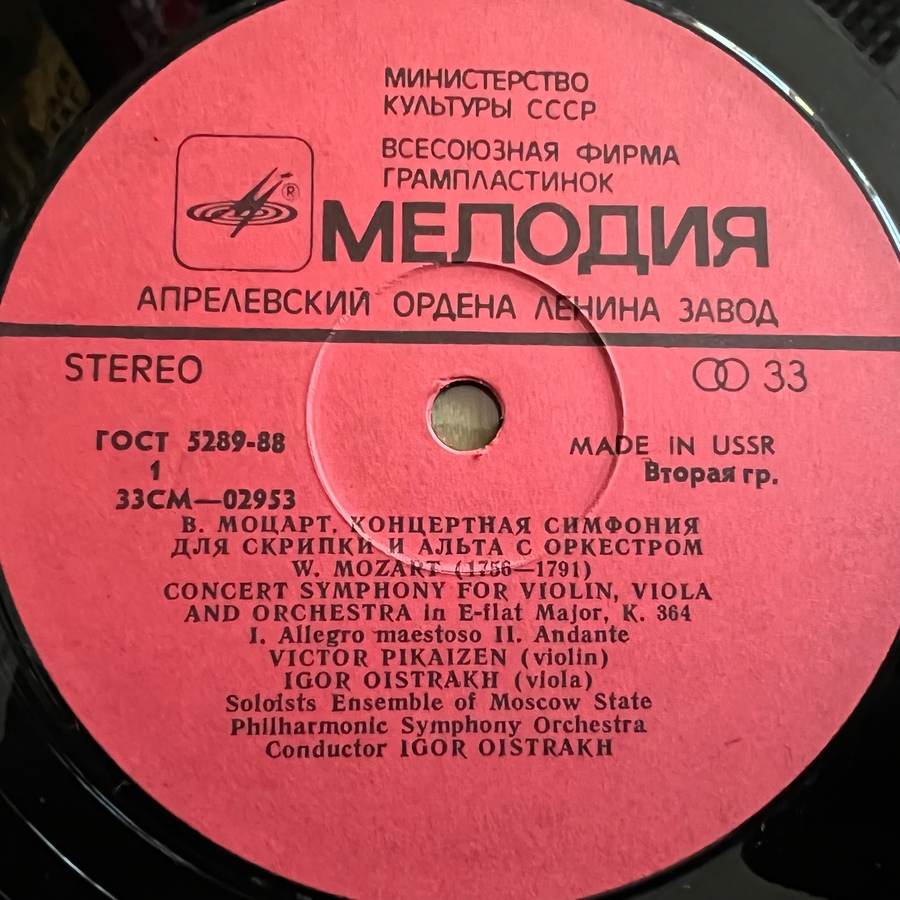 МИНИСТЕРСТВО
КУЛЬТУРЫ СССР
ВСЕСОЮЗНАЯ ФИРМА
ГРАМПЛАСТИНОК
®
МЕЛОДИЯ
АПРЕЛЕВСКИЙ ОРДЕНА ЛЕНИНА ЗАВОД
STEREO
33
ГОСТ 5289-88
MADE IN USSR
1
Вторая гр.
33СМ—02953
В. МОЦАРТ. КОНЦЕРТНАЯ СИМФОНИЯ
ДЛЯ СКРИПКИ И АЛЬТА С ОРКЕСТРОМ
W. MOZART (1756—1791)
CONCERT SYMPHONY FOR VIOLIN, VIOLA
AND ORCHESTRA in E-flat Major, K. 364
I. Allegro maestoso II. Andante
VICTOR PIKAIZEN (violin)
IGOR OISTRAKH (viola)
Soloists Ensemble of Moscow State
Philharmonic Symphony Orchestra
Conductor IGOR OISTRAKH